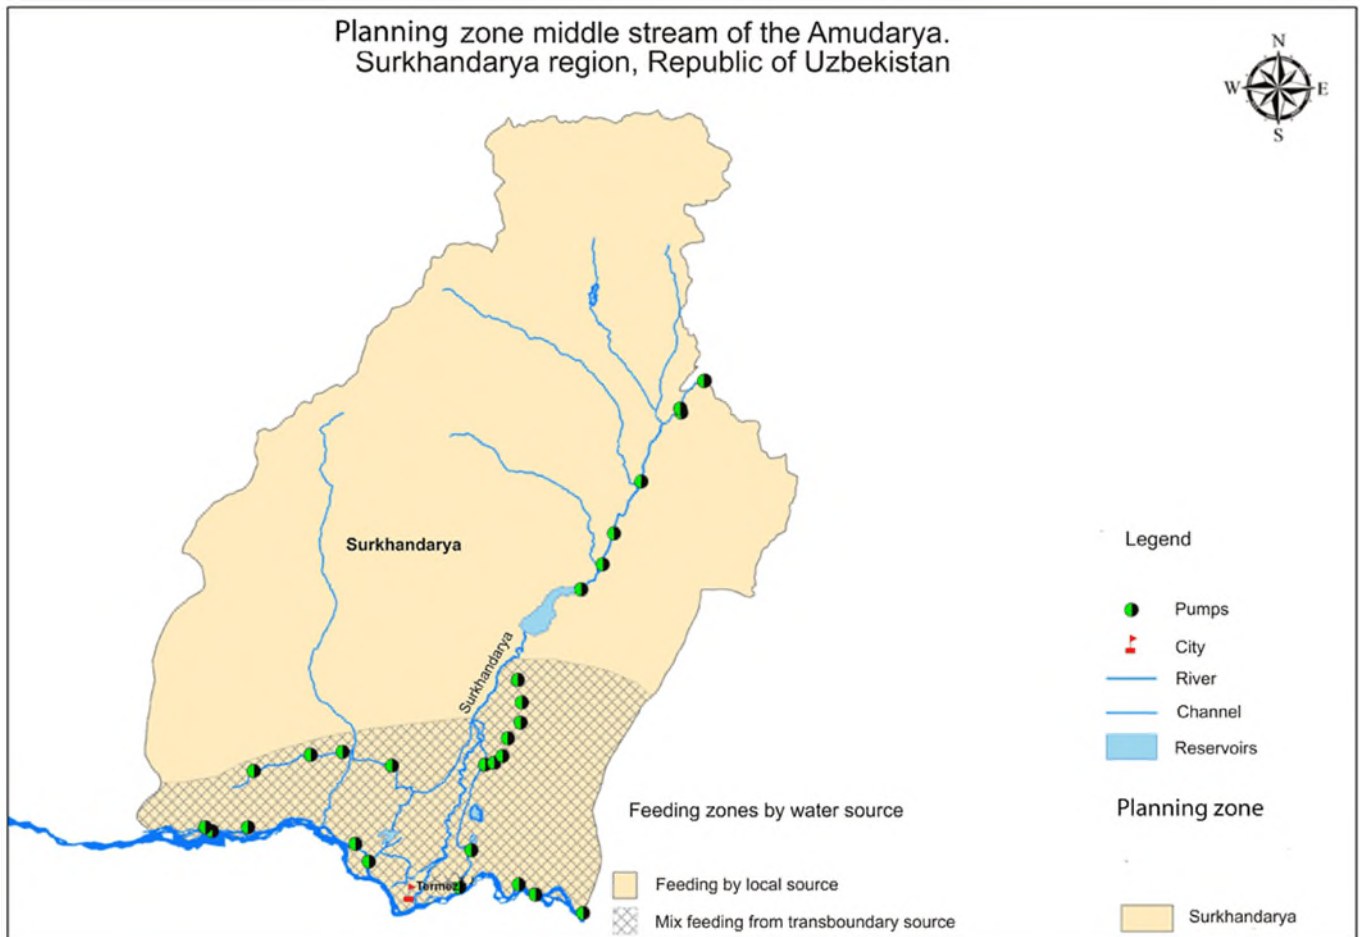 Planning zone middle stream of the Amudarya.
Surkhandarya region, Republic of Uzbekistan
N
W E
S
Surkhandarya
Surkhandarya
Termez
Legend
Pumps
City
River
Channel
Reservoirs
Planning zone
Surkhandarya
Feeding zones by water source
Feeding by local source
Mix feeding from transboundary source